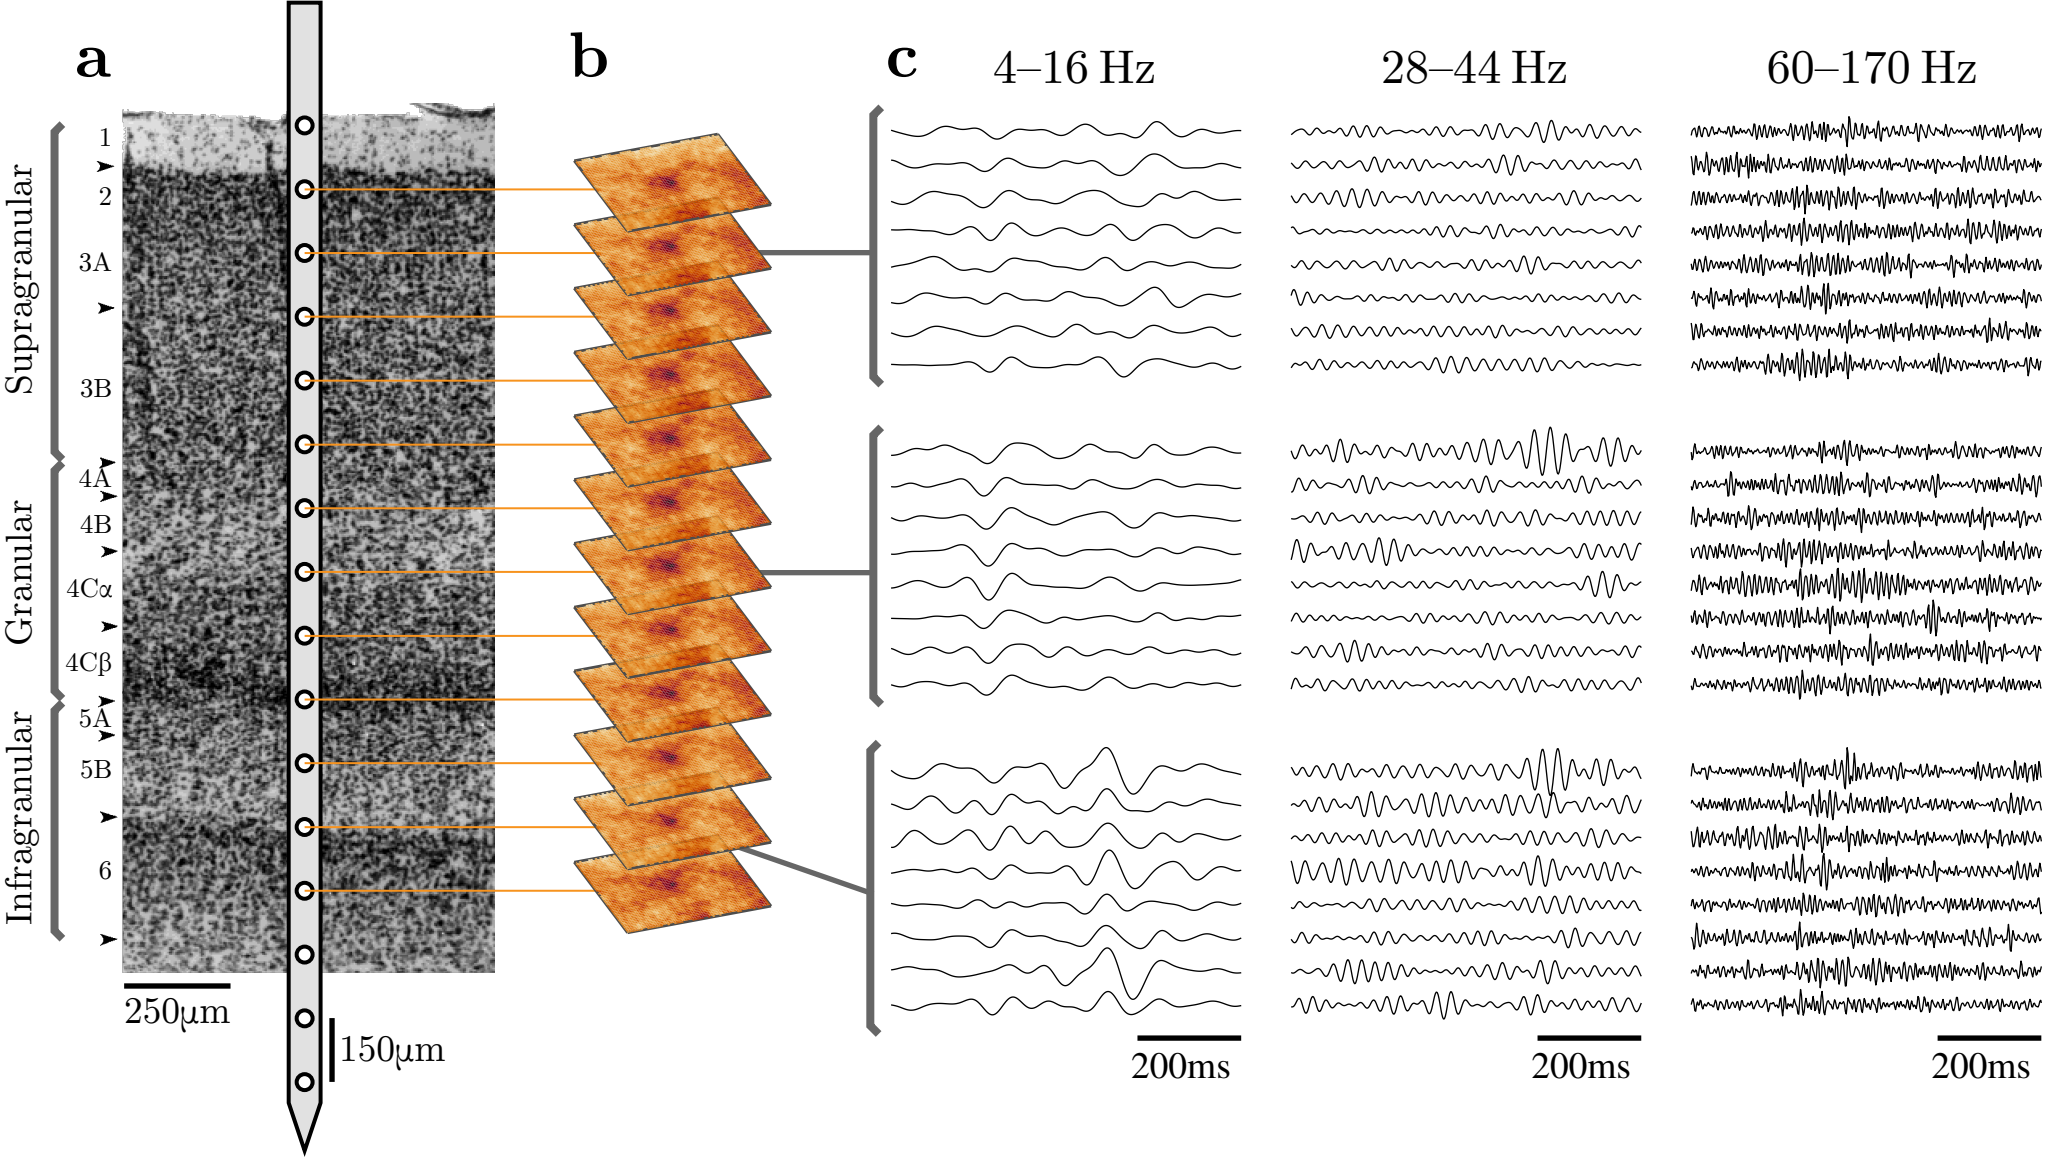 a
b
c
4–16 Hz
28–44 Hz
60–170 Hz
Supragranular
1
2
3A
3B
Granular
4A
4B
4Cα
4Cβ
Infragranular
5A
5B
6
250μm
150μm
200ms
200ms
200ms